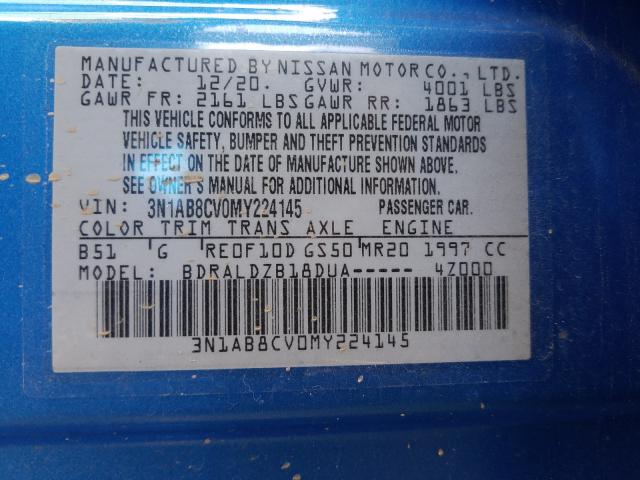 MANUFACTURED BY NISSAN MOTOR CO., LTD.
DATE: 12/20. GVWR: 4001 LBS
GAWR FR: 2161 LBS GAWR RR: 1863 LBS
THIS VEHICLE CONFORMS TO ALL APPLICABLE FEDERAL MOTOR
VEHICLE SAFETY, BUMPER AND THEFT PREVENTION STANDARDS
IN EFFECT ON THE DATE OF MANUFACTURE SHOWN ABOVE.
SEE OWNER'S MANUAL FOR ADDITIONAL INFORMATION.
VIN: 3N1AB8CV0MY224145 PASSENGER CAR.
COLOR TRIM TRANS AXLE ENGINE
B51 G RE0F10D GS50 MR20 1997 CC
MODEL: BDRALDZB18DUA----- 4Z000
3N1AB8CV0MY224145